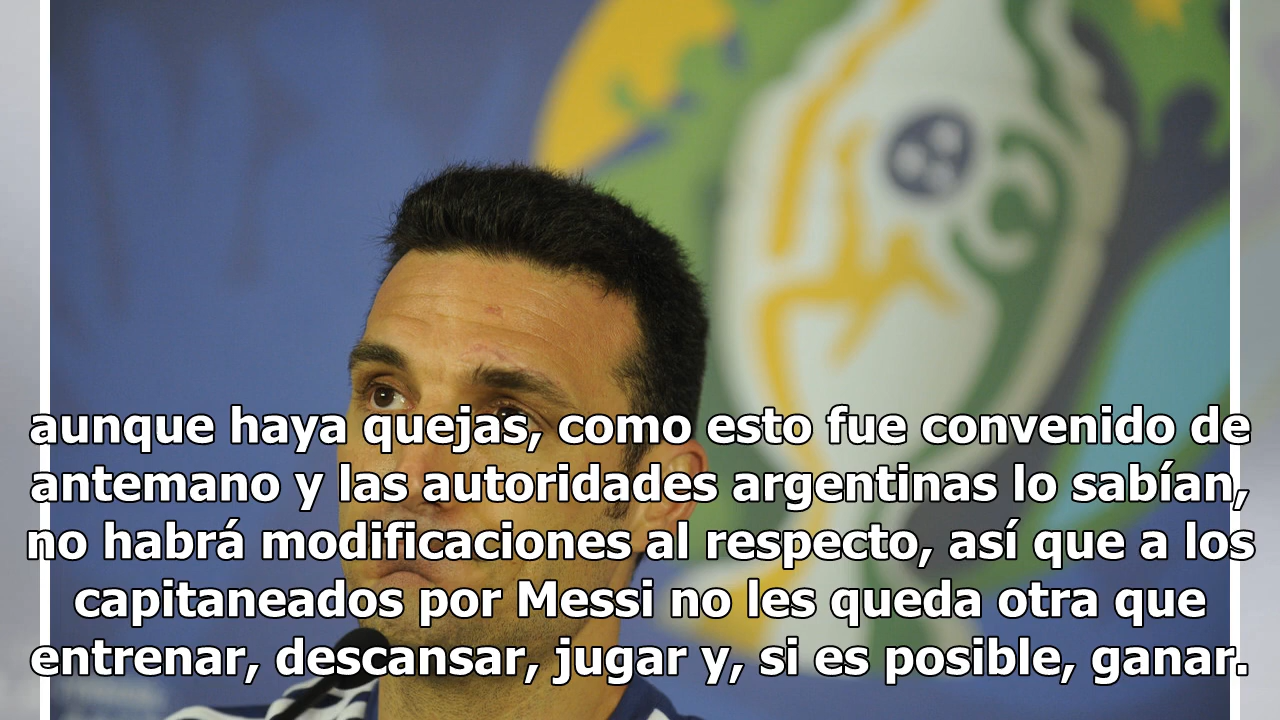 aunque haya quejas, como esto fue convenido de
antemano y las autoridades argentinas lo sabían,
no habrá modificaciones al respecto, así que a los
capitaneados por Messi no les queda otra que
entrenar, descansar, jugar y, si es posible, ganar.